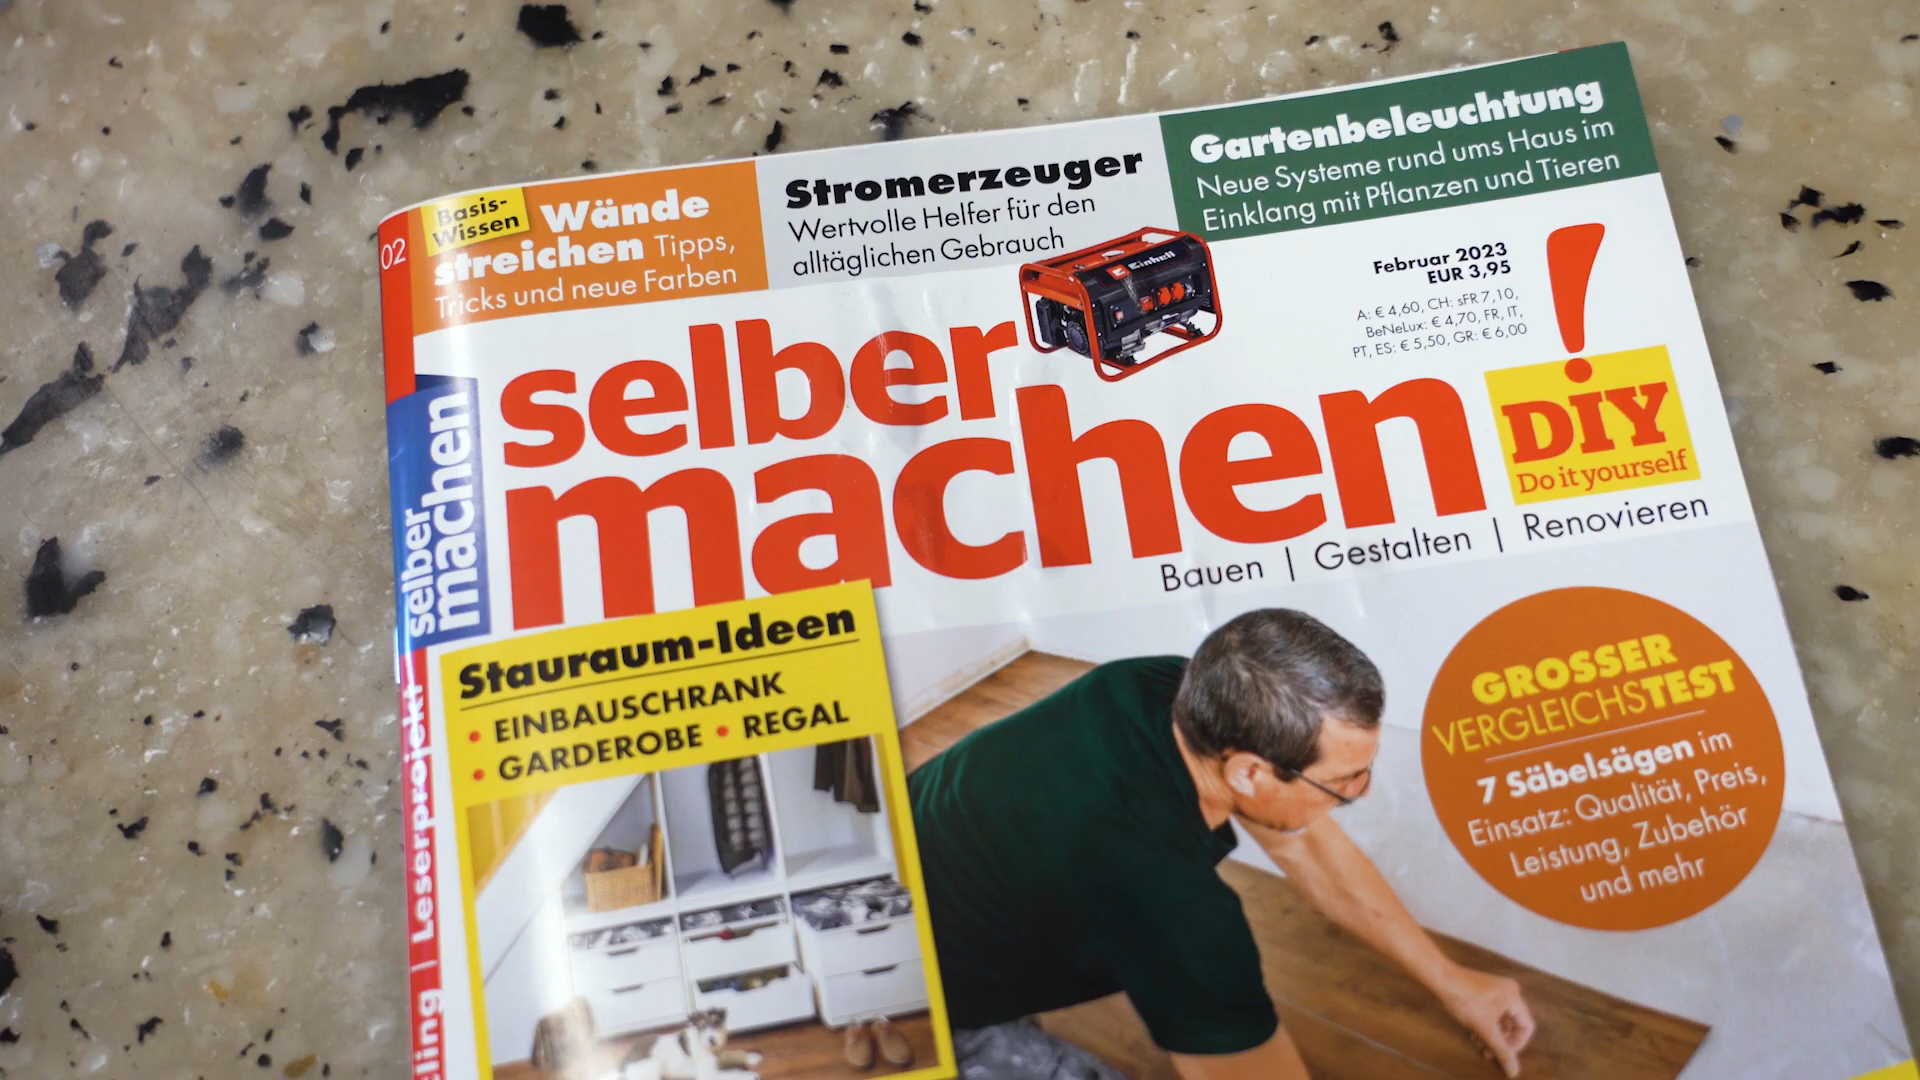 02
Basis-
Wissen
Wände
streichen Tipps,
Tricks und neue Farben
Stromerzeuger
Wertvolle Helfer für den
alltäglichen Gebrauch
Einhell
Gartenbeleuchtung
Neue Systeme rund ums Haus im
Einklang mit Pflanzen und Tieren
Februar 2023
EUR 3,95
A: € 4,60, CH: sFR 7,10,
BeNeLux: € 4,70, FR, IT,
PT, ES: € 5,50, GR: € 6,00
selber
machen
!
DiY
Do it yourself
Bauen | Gestalten | Renovieren
selber
machen
Leserprojekt
Stauraum-Ideen
• EINBAUSCHRANK
• GARDEROBE • REGAL
GROSSER
VERGLEICHSTEST
7 Säbelsägen im
Einsatz: Qualität, Preis,
Leistung, Zubehör
und mehr